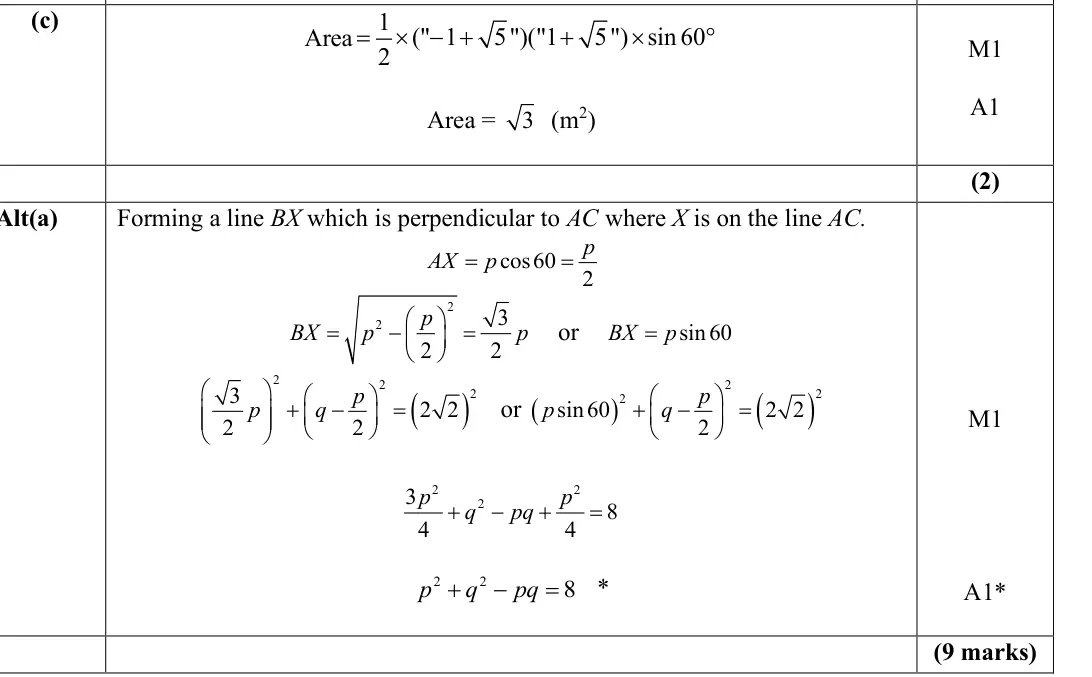 (c)
Area = 1/2 × ("−1 + √5")("1 + √5") × sin 60°
M1
Area = √3 (m²)
A1
(2)
Alt(a)
Forming a line BX which is perpendicular to AC where X is on the line AC.
AX = p cos 60 = p/2
BX = √(p² − (p/2)²) = √3/2 p or BX = p sin 60
(√3/2 p)² + (q − p/2)² = (2√2)² or (p sin 60)² + (q − p/2)² = (2√2)²
M1
3p²/4 + q² − pq + p²/4 = 8
p² + q² − pq = 8 *
A1*
(9 marks)